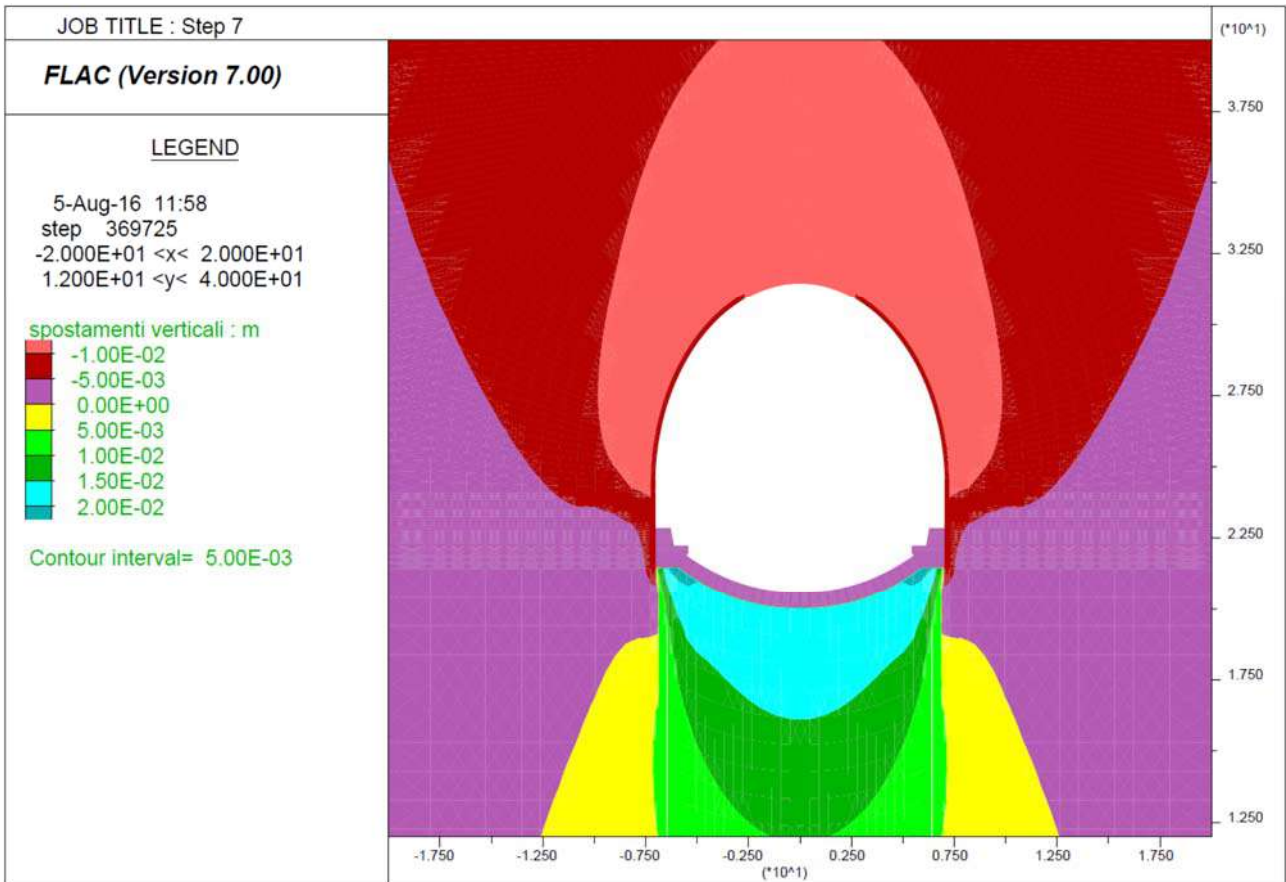 JOB TITLE : Step 7
FLAC (Version 7.00)
LEGEND
5-Aug-16 11:58
step 369725
-2.000E+01 <x< 2.000E+01
1.200E+01 <y< 4.000E+01
spostamenti verticali : m
-1.00E-02
-5.00E-03
0.00E+00
5.00E-03
1.00E-02
1.50E-02
2.00E-02
Contour interval= 5.00E-03
(*10^1)
3.750
3.250
2.750
2.250
1.750
1.250
-1.750 -1.250 -0.750 -0.250 0.250 0.750 1.250 1.750
(*10^1)